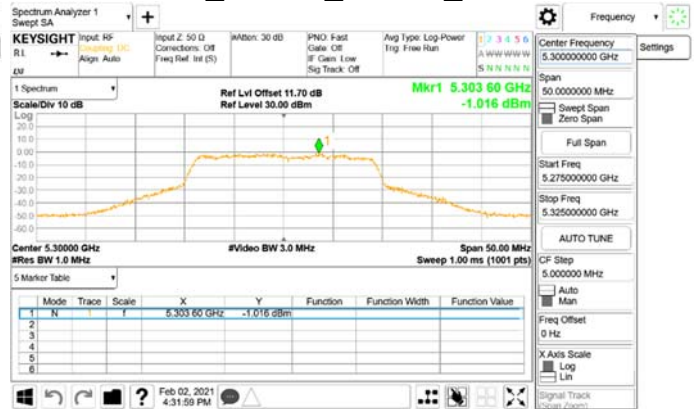 Spectrum Analyzer 1
Swept SA
+
Frequency
KEYSIGHT
Input: RF
Input Z: 50 Ω
#Atten: 30 dB
PNO: Fast
Avg Type: Log-Power
1 2 3 4 5 6
RL
Coupling: DC
Corrections: Off
Gate: Off
Trig: Free Run
A WW WW W
Align: Auto
Freq Ref: Int (S)
IF Gain: Low
S N N N N N
LXI
Sig Track: Off
1 Spectrum
Ref Lvl Offset 11.70 dB
Mkr1 5.303 60 GHz
Scale/Div 10 dB
Ref Level 30.00 dBm
-1.016 dBm
Log
20.0
10.0
0.00
-10.0
-20.0
-30.0
-40.0
-50.0
-60.0
1
Center 5.30000 GHz
#Video BW 3.0 MHz
Span 50.00 MHz
#Res BW 1.0 MHz
Sweep 1.00 ms (1001 pts)
5 Marker Table
Mode Trace Scale X Y Function Function Width Function Value
1 N 1 f 5.303 60 GHz -1.016 dBm
2
3
4
5
6
Feb 02, 2021
4:31:59 PM
?
Center Frequency
5.300000000 GHz
Settings
Span
50.0000000 MHz
Swept Span
Zero Span
Full Span
Start Freq
5.275000000 GHz
Stop Freq
5.325000000 GHz
AUTO TUNE
CF Step
5.000000 MHz
Auto
Man
Freq Offset
0 Hz
X Axis Scale
Log
Lin
Signal Track
(Span Zoom)